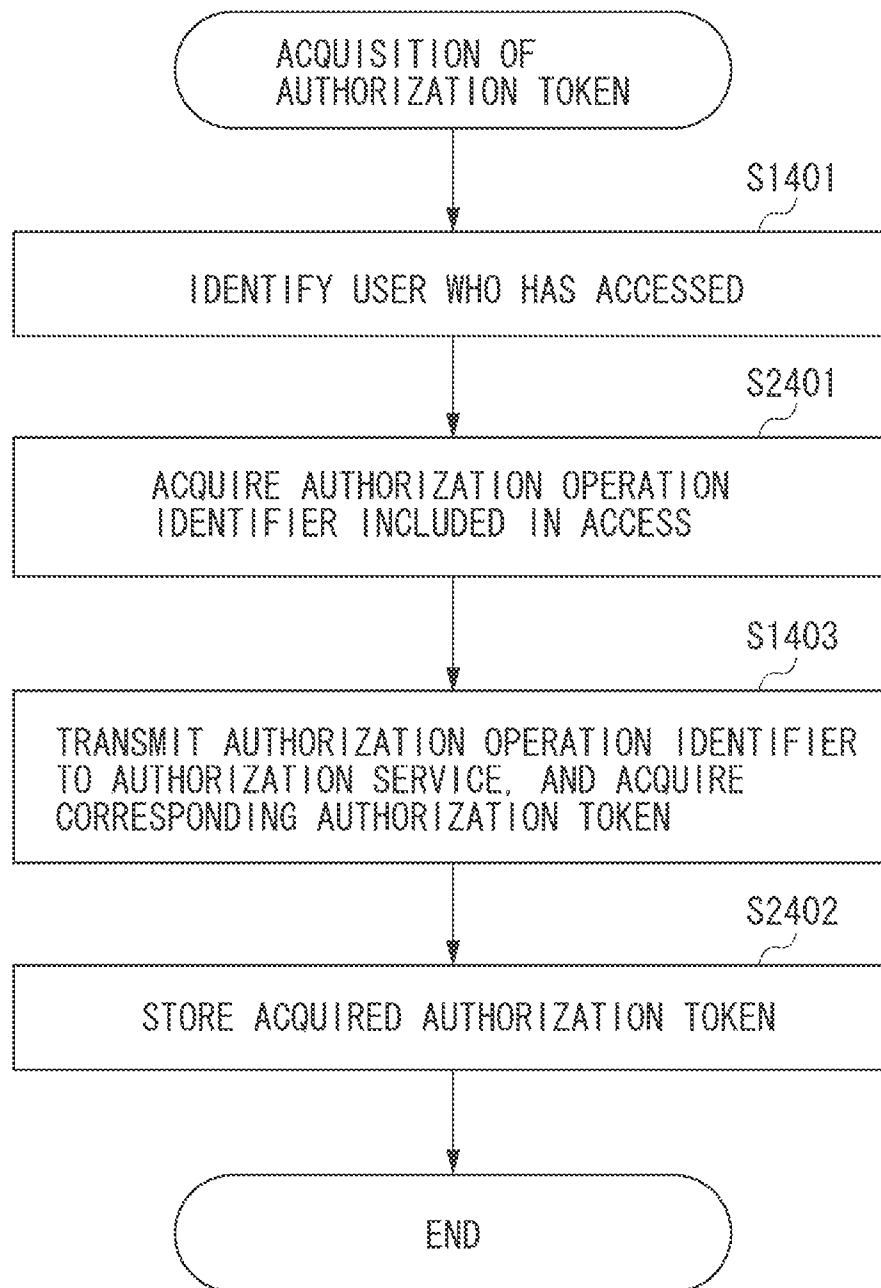 ACQUISITION OF
AUTHORIZATION TOKEN
S1401
IDENTIFY USER WHO HAS ACCESSED
S2401
ACQUIRE AUTHORIZATION OPERATION
IDENTIFIER INCLUDED IN ACCESS
S1403
TRANSMIT AUTHORIZATION OPERATION IDENTIFIER
TO AUTHORIZATION SERVICE, AND ACQUIRE
CORRESPONDING AUTHORIZATION TOKEN
S2402
STORE ACQUIRED AUTHORIZATION TOKEN
END